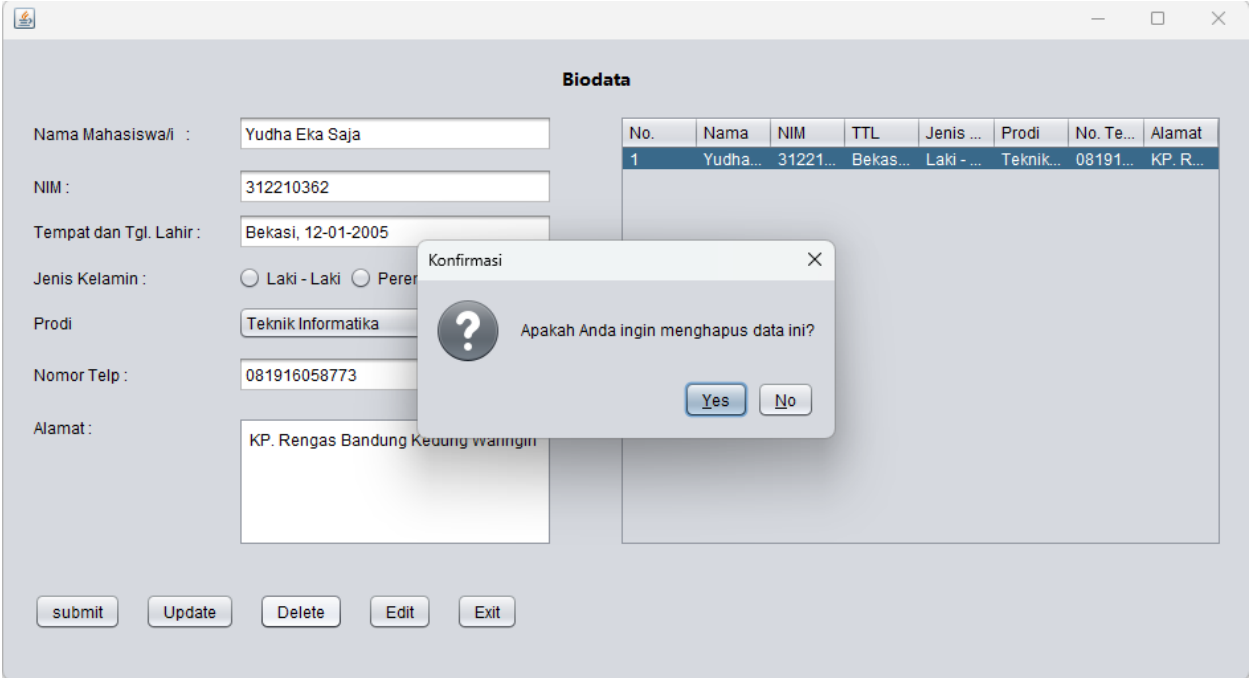 Biodata
Nama Mahasiswa/i : Yudha Eka Saja
NIM : 312210362
Tempat dan Tgl. Lahir : Bekasi, 12-01-2005
Jenis Kelamin : Laki - Laki
Prodi Teknik Informatika
Nomor Telp : 081916058773
Alamat : KP. Rengas Bandung Kedung Waringin
No. Nama NIM TTL Jenis ... Prodi No. Te... Alamat
1 Yudha... 31221... Bekas... Laki - ... Teknik... 08191... KP. R...
Konfirmasi
Apakah Anda ingin menghapus data ini?
Yes No
submit Update Delete Edit Exit